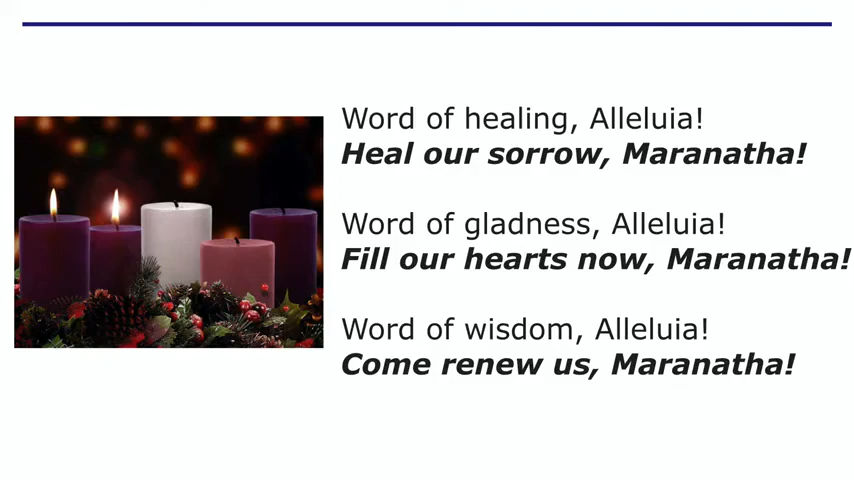 Word of healing, Alleluia!
Heal our sorrow, Maranatha!
Word of gladness, Alleluia!
Fill our hearts now, Maranatha!
Word of wisdom, Alleluia!
Come renew us, Maranatha!